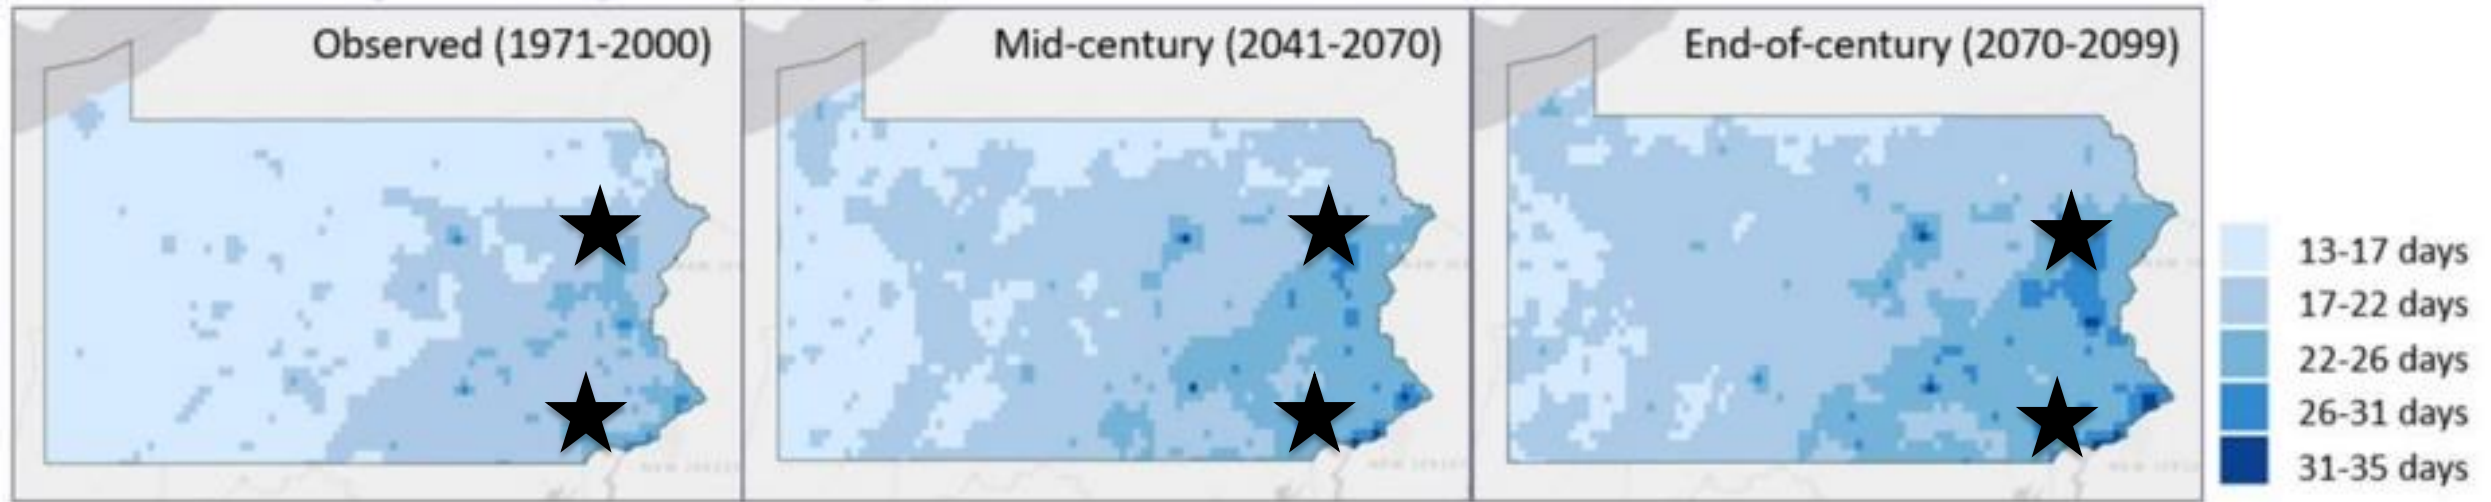 Observed (1971-2000)
Mid-century (2041-2070)
End-of-century (2070-2099)
13-17 days
17-22 days
22-26 days
26-31 days
31-35 days